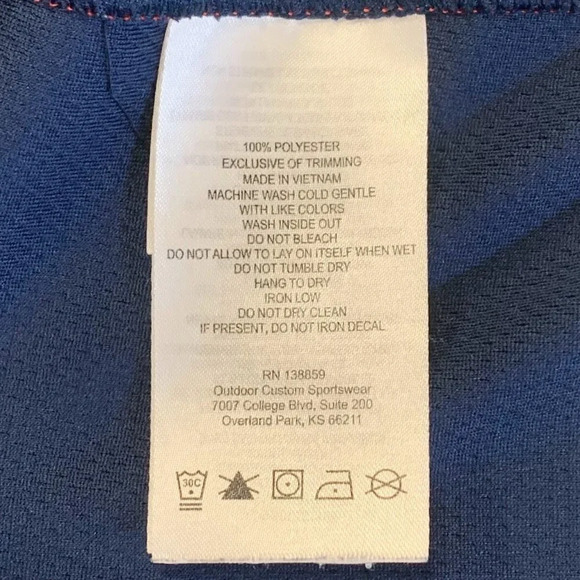 100% POLYESTER
EXCLUSIVE OF TRIMMING
MADE IN VIETNAM
MACHINE WASH COLD GENTLE
WITH LIKE COLORS
WASH INSIDE OUT
DO NOT BLEACH
DO NOT ALLOW TO LAY ON ITSELF WHEN WET
DO NOT TUMBLE DRY
HANG TO DRY
IRON LOW
DO NOT DRY CLEAN
IF PRESENT, DO NOT IRON DECAL
RN 138859
Outdoor Custom Sportswear
7007 College Blvd, Suite 200
Overland Park, KS 66211
30C